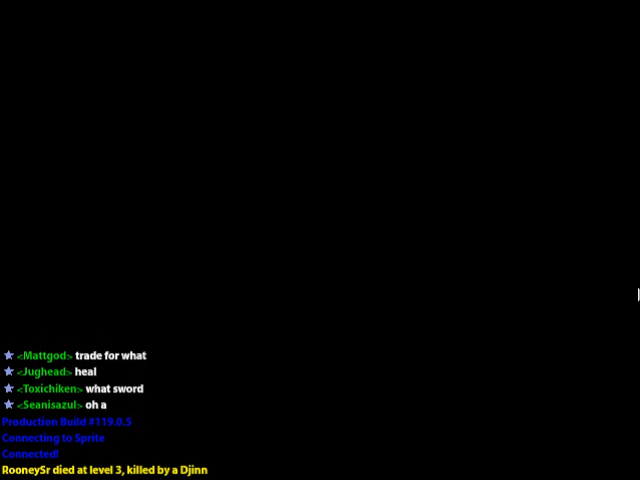 <Mattgod> trade for what
<Jughead> heal
<Toxichiken> what sword
<Seanisazul> oh a
Production Build #119.0.5
Connecting to Sprite
Connected!
RooneySr died at level 3, killed by a Djinn